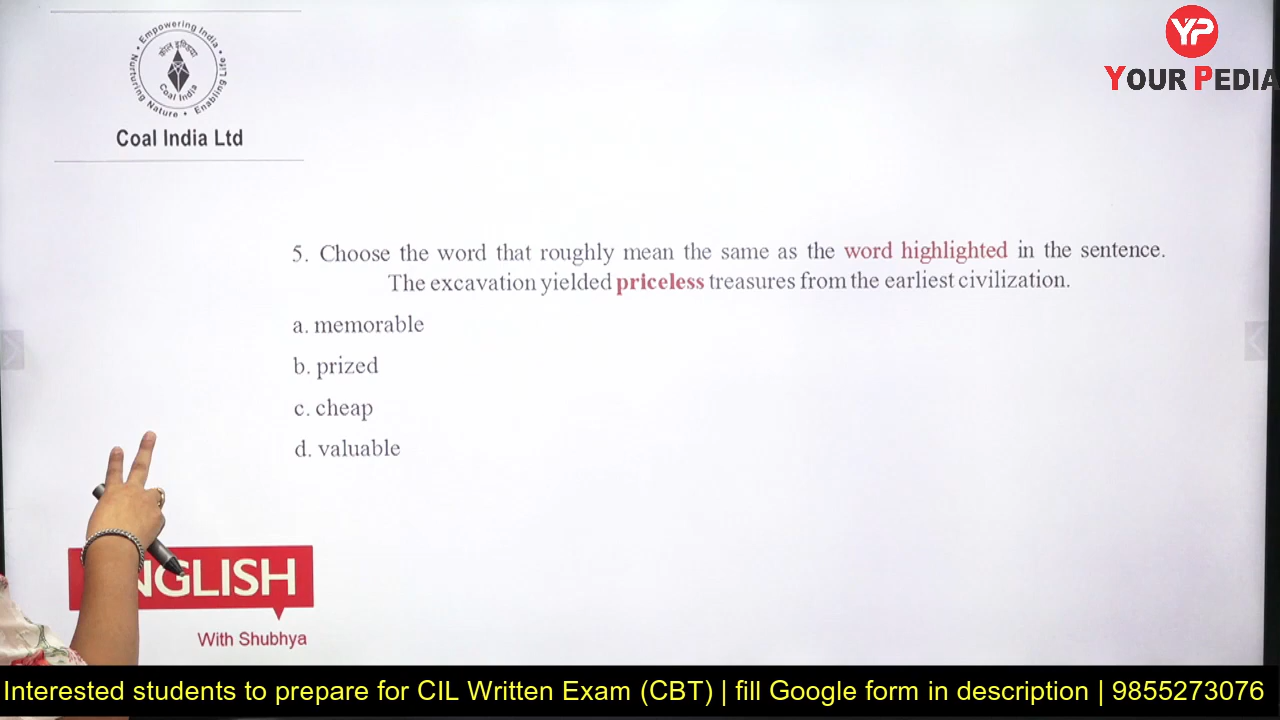 Empowering India • Enabling Life • Nurturing Nature •
कोल इण्डिया
Coal India
Coal India Ltd
YP
YOUR PEDIA
5. Choose the word that roughly mean the same as the word highlighted in the sentence.
The excavation yielded priceless treasures from the earliest civilization.
a. memorable
b. prized
c. cheap
d. valuable
NGLISH
With Shubhya
Interested students to prepare for CIL Written Exam (CBT) | fill Google form in description | 9855273076